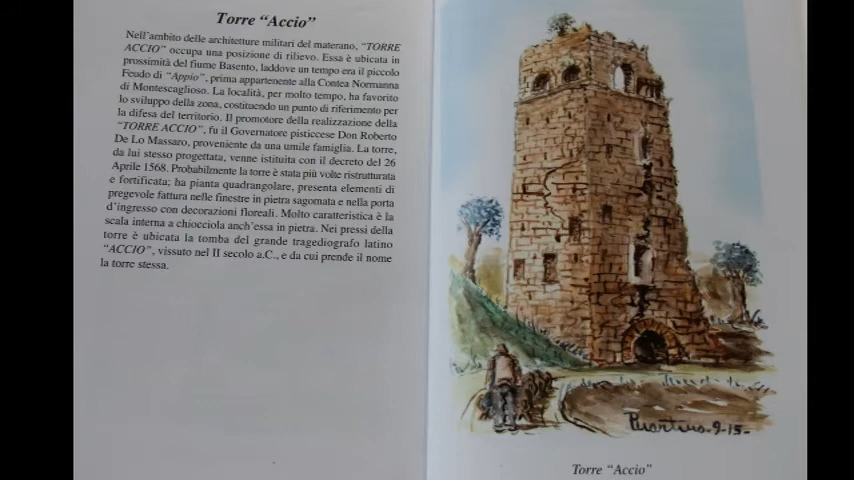 Torre “Accio”
Nell’ambito delle architetture militari del materano, “TORRE
ACCIO” occupa una posizione di rilievo. Essa è ubicata in
prossimità del fiume Basento, laddove un tempo era il piccolo
Feudo di “Appio”, prima appartenente alla Contea Normanna
di Montescaglioso. La località, per molto tempo, ha favorito
lo sviluppo della zona, costituendo un punto di riferimento per
la difesa del territorio. Il promotore della realizzazione della
“TORRE ACCIO”, fu il Governatore pisticcese Don Roberto
De Lo Massaro, proveniente da una umile famiglia. La torre,
da lui stesso progettata, venne istituita con il decreto del 26
Aprile 1568. Probabilmente la torre è stata più volte ristrutturata
e fortificata; ha pianta quadrangolare, presenta elementi di
pregevole fattura nelle finestre in pietra sagomata e nella porta
d’ingresso con decorazioni floreali. Molto caratteristica è la
scala interna a chiocciola anch’essa in pietra. Nei pressi della
torre è ubicata la tomba del grande tragediografo latino
“ACCIO”, vissuto nel II secolo a.C., e da cui prende il nome
la torre stessa.
9-15-
Torre “Accio”